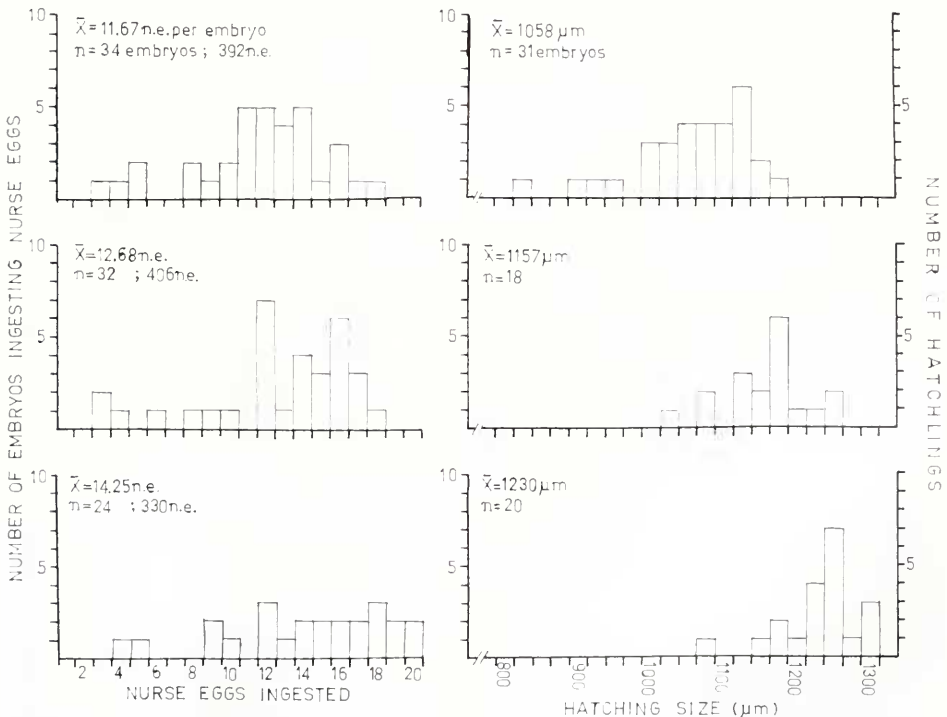 10
X̄=11.67n.e.per embryo
n=34 embryos ; 392n.e.
5
10
X̄=1058 µm
n=31embryos
5
5
10
X̄=12.68n.e.
n=32 ; 406n.e.
5
10
X̄=1157µm
n=18
5
5
10
X̄=14.25n.e.
n=24 ;330n.e.
5
2 4 6 8 10 12 14 16 18 20
10
X̄=1230µm
n=20
5
5
800 900 1000 1100 1200 1300
NUMBER OF EMBRYOS INGESTING NURSE EGGS
NURSE EGGS INGESTED
HATCHING SIZE (µm)
NUMBER OF HATCHLINGS